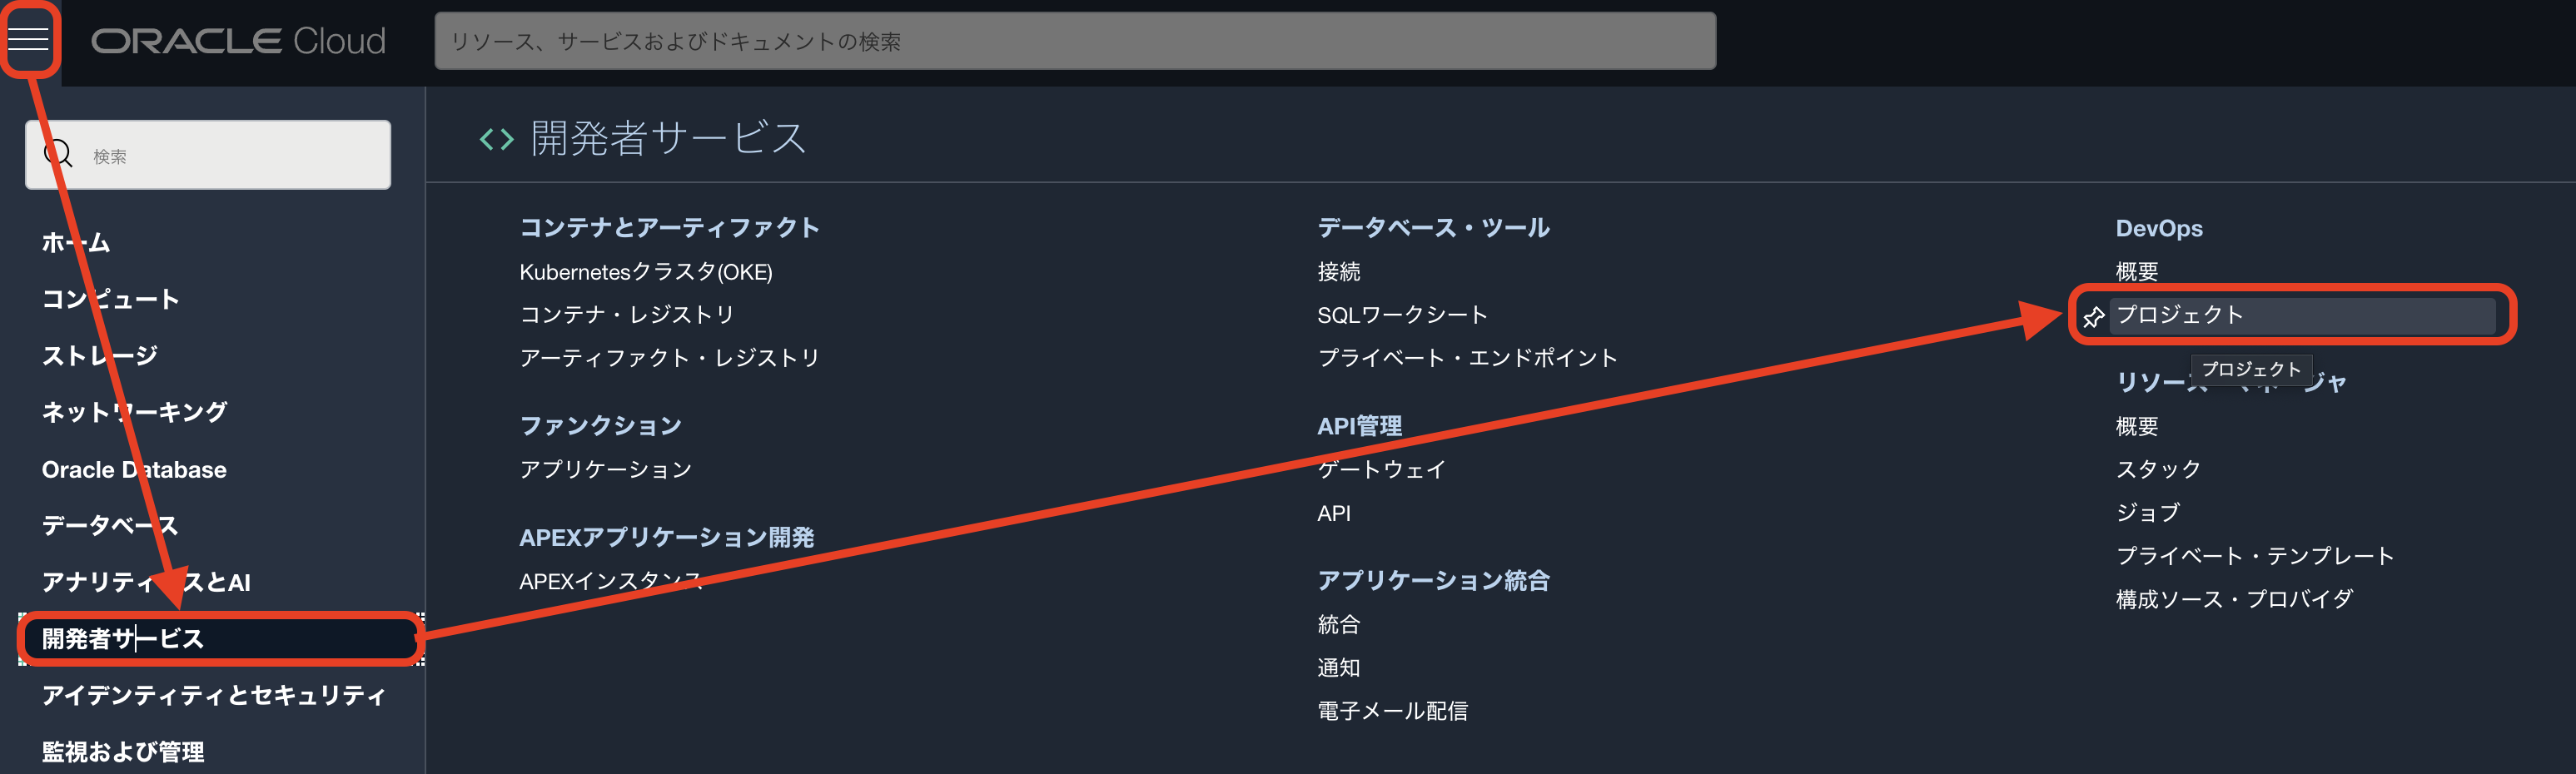 ORACLE Cloud
リソース、サービスおよびドキュメントの検索
検索
ホーム
コンピュート
ストレージ
ネットワーキング
Oracle Database
データベース
アナリティ スとAI
開発者サービス
アイデンティティとセキュリティ
監視および管理
開発者サービス
コンテナとアーティファクト
Kubernetesクラスタ(OKE)
コンテナ・レジストリ
アーティファクト・レジストリ
ファンクション
アプリケーション
APEXアプリケーション開発
APEXインスタンス
データベース・ツール
接続
SQLワークシート
プライベート・エンドポイント
API管理
ゲートウェイ
API
アプリケーション統合
統合
通知
電子メール配信
DevOps
概要
プロジェクト
プロジェクト
概要
スタック
ジョブ
プライベート・テンプレート
構成ソース・プロバイダ